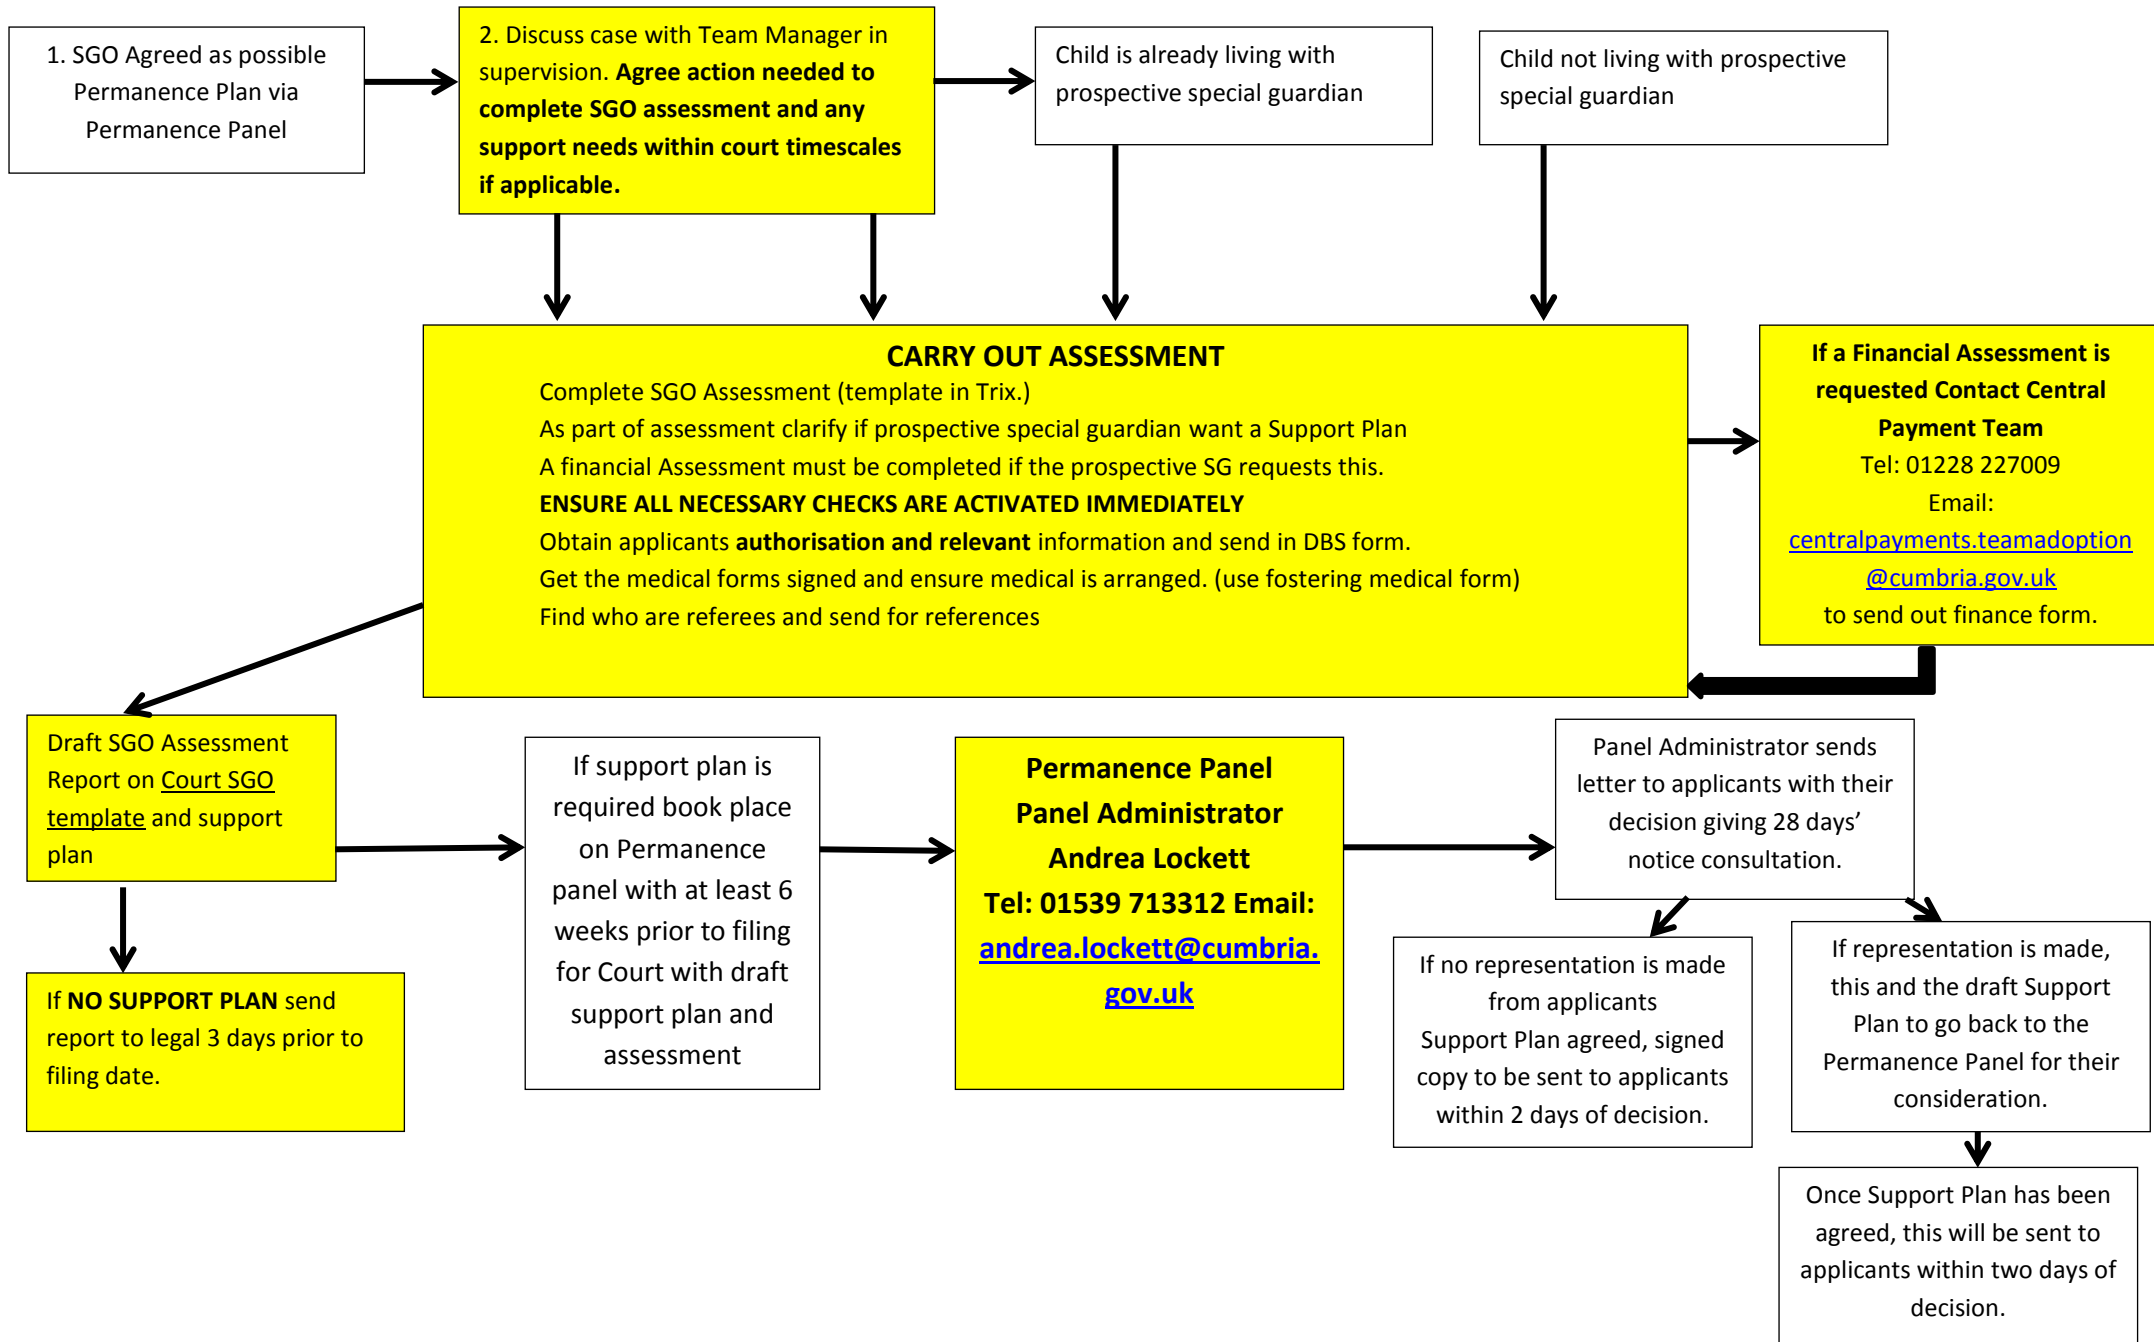 1. SGO Agreed as possible
Permanence Plan via
Permanence Panel
2. Discuss case with Team Manager in
supervision. Agree action needed to
complete SGO assessment and any
support needs within court timescales
if applicable.
Child is already living with
prospective special guardian
Child not living with prospective
special guardian
CARRY OUT ASSESSMENT
Complete SGO Assessment (template in Trix.)
As part of assessment clarify if prospective special guardian want a Support Plan
A financial Assessment must be completed if the prospective SG requests this.
ENSURE ALL NECESSARY CHECKS ARE ACTIVATED IMMEDIATELY
Obtain applicants authorisation and relevant information and send in DBS form.
Get the medical forms signed and ensure medical is arranged. (use fostering medical form)
Find who are referees and send for references
If a Financial Assessment is
requested Contact Central
Payment Team
Tel: 01228 227009
Email:
centralpayments.teamadoption
@cumbria.gov.uk
to send out finance form.
Draft SGO Assessment
Report on Court SGO
template and support
plan
If NO SUPPORT PLAN send
report to legal 3 days prior to
filing date.
If support plan is
required book place
on Permanence
panel with at least 6
weeks prior to filing
for Court with draft
support plan and
assessment
Permanence Panel
Panel Administrator
Andrea Lockett
Tel: 01539 713312 Email:
andrea.lockett@cumbria.
gov.uk
Panel Administrator sends
letter to applicants with their
decision giving 28 days’
notice consultation.
If no representation is made
from applicants
Support Plan agreed, signed
copy to be sent to applicants
within 2 days of decision.
If representation is made,
this and the draft Support
Plan to go back to the
Permanence Panel for their
consideration.
Once Support Plan has been
agreed, this will be sent to
applicants within two days of
decision.